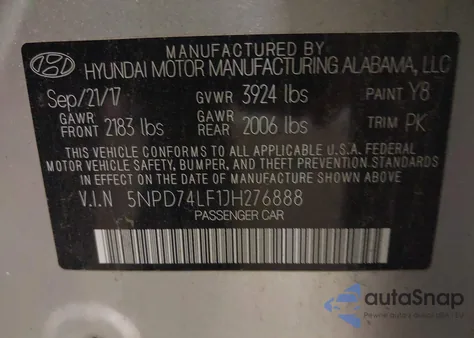 MANUFACTURED BY
HYUNDAI MOTOR MANUFACTURING ALABAMA, LLC
Sep/21/17 GVWR 3924 lbs PAINT Y8
GAWR FRONT 2183 lbs GAWR REAR 2006 lbs TRIM PK
THIS VEHICLE CONFORMS TO ALL APPLICABLE U.S.A. FEDERAL
MOTOR VEHICLE SAFETY, BUMPER, AND THEFT PREVENTION STANDARDS
IN EFFECT ON THE DATE OF MANUFACTURE SHOWN ABOVE.
V.I.N 5NPD74LF1JH276888
PASSENGER CAR
autoSnap